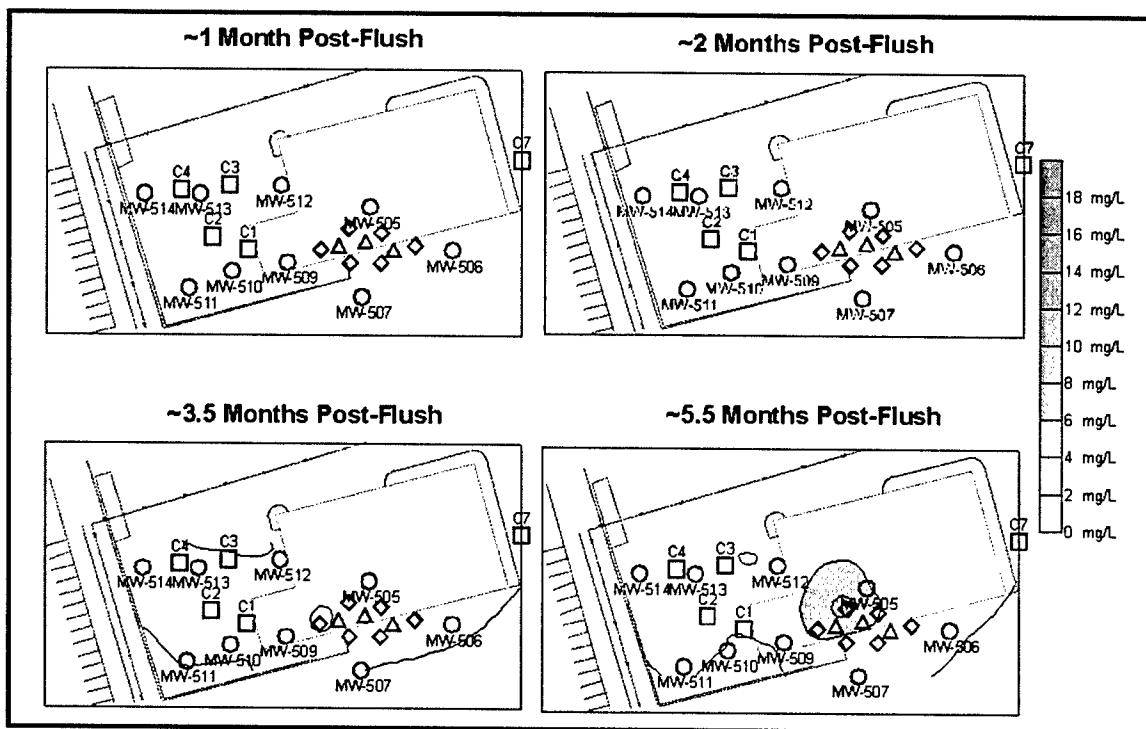 ~1 Month Post-Flush
~2 Months Post-Flush
C4 C3 C7
MW-514 MW-513 MW-512
C2 C1 MW-505
MW-506
MW-510 MW-509
MW-511
MW-507
C4 C3 C7
MW-514 MW-513 MW-512
C2 C1 MW-505
MW-506
MW-510 MW-509
MW-511
MW-507
18 mg/L
16 mg/L
14 mg/L
12 mg/L
10 mg/L
8 mg/L
6 mg/L
4 mg/L
2 mg/L
0 mg/L
~3.5 Months Post-Flush
~5.5 Months Post-Flush
C4 C3 C7
MW-514 MW-513 MW-512
C2 C1 MW-505
MW-506
MW-510 MW-509
MW-511
MW-507
C4 C3 C7
MW-514 MW-513 MW-512
C2 C1 MW-505
MW-506
MW-510 MW-509
MW-511
MW-507